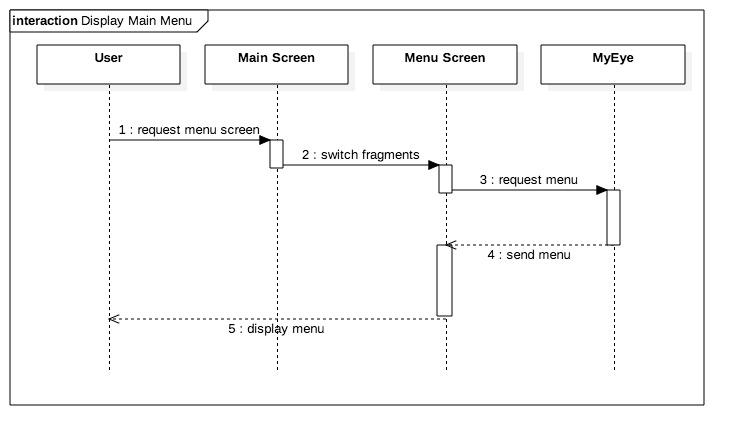 interaction Display Main Menu
User
Main Screen
Menu Screen
MyEye
1 : request menu screen
2 : switch fragments
3 : request menu
4 : send menu
5 : display menu